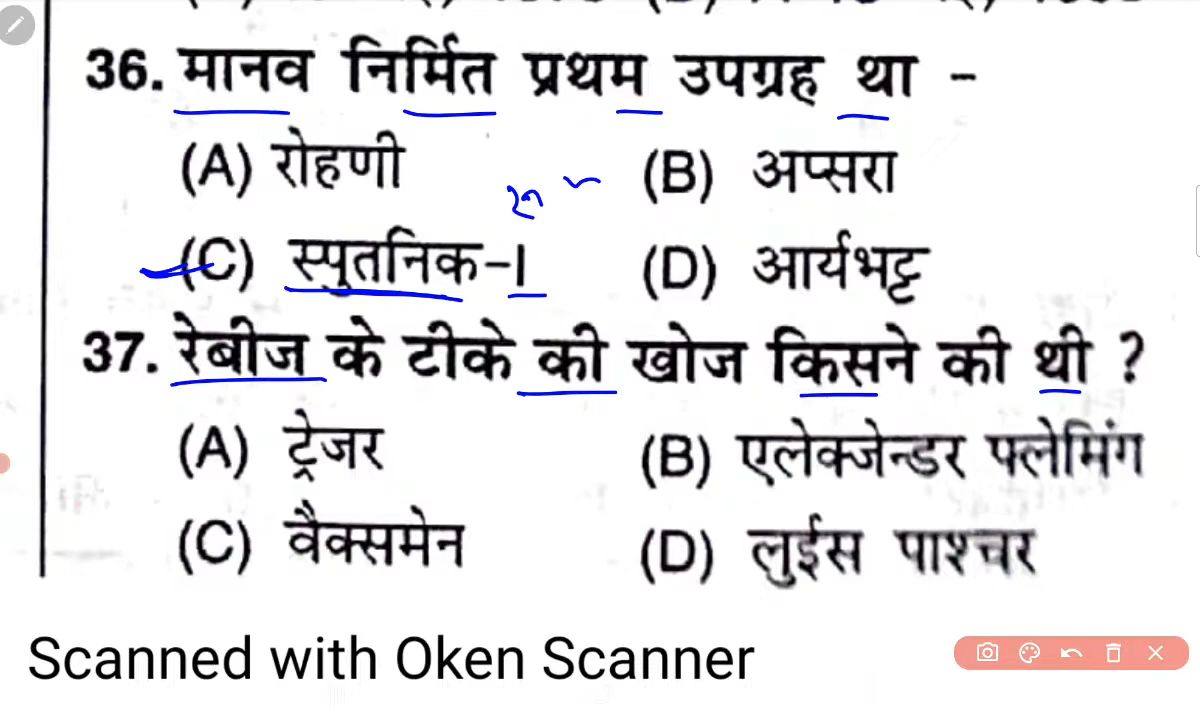 36. मानव निर्मित प्रथम उपग्रह था -
(A) रोहणी (B) अप्सरा
(C) स्पुतनिक-I (D) आर्यभट्ट
37. रेबीज के टीके की खोज किसने की थी ?
(A) ट्रेजर (B) एलेक्जेन्डर फ्लेमिंग
(C) वैक्समेन (D) लुईस पाश्चर
Scanned with Oken Scanner